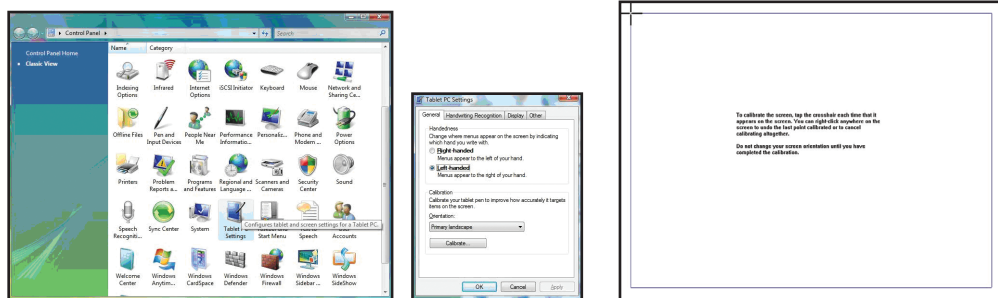 Control Panel
Search
Control Panel Home
Classic View
Name Category
Indexing Options
Infrared
Internet Options
iSCSI Initiator
Keyboard
Mouse
Network and Sharing Ce...
Offline Files
Pen and Input Devices
People Near Me
Performance Informatio...
Personaliz...
Phone and Modem ...
Power Options
Printers
Problem Reports a...
Programs and Features
Regional and Language ...
Scanners and Cameras
Security Center
Sound
Speech Recogniti...
Sync Center
System
Tablet PC Settings
Configures tablet and screen settings for a Tablet PC.
Start Menu
Speech
Accounts
Welcome Center
Windows Anytim...
Windows CardSpace
Windows Defender
Windows Firewall
Windows Sidebar ...
Windows SideShow
Tablet PC Settings
General Handwriting Recognition Display Other
Handedness
Change where menus appear on the screen by indicating
which hand you write with.
Right-handed
Menus appear to the left of your hand.
Left-handed
Menus appear to the right of your hand.
Calibration
Calibrate your tablet pen to improve how accurately it targets
items on the screen.
Orientation:
Primary landscape
Calibrate...
OK Cancel Apply
To calibrate the screen, tap the crosshair each time that it
appears on the screen. You can right-click anywhere on the
screen to undo the last point calibrated or to cancel
calibrating altogether.
Do not change your screen orientation until you have
completed the calibration.